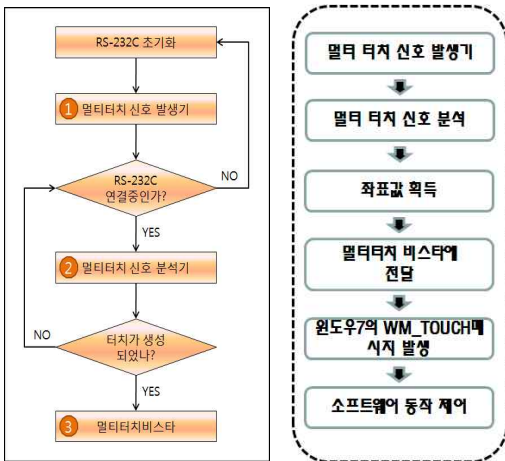 RS-232C 초기화
1 멀티터치 신호 발생기
RS-232C
연결중인가?
NO
YES
2 멀티터치 신호 분석기
NO
터치가 생성
되었나?
YES
3 멀티터치비스타
멀터 터치 신호 발생기
멀터 터치 신호 분석
좌표값 획득
멀터터치 비스타에
전달
윈도우7의 WM_TOUCH메
시지 발생
소프트웨어 동작 제어